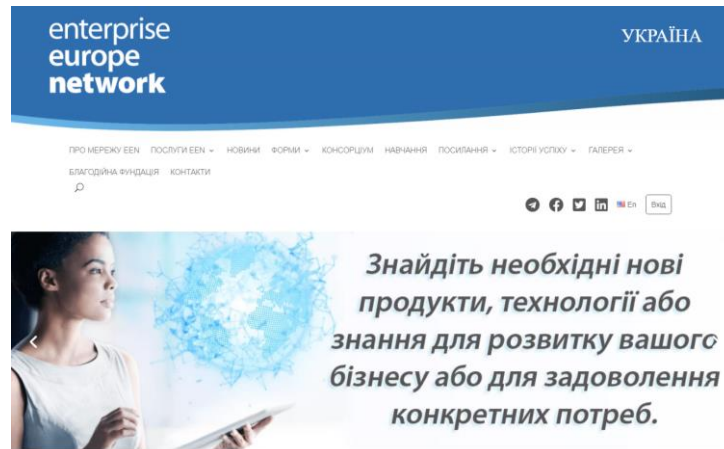 enterprise
europe
network
УКРАЇНА
ПРО МЕРЕЖУ EEN ПОСЛУГИ EEN НОВИНИ ФОРМИ КОНСОРЦІУМ НАВЧАННЯ ПОСИЛАННЯ ІСТОРІЇ УСПІХУ ГАЛЕРЕЯ
БЛАГОДІЙНА ФУНДАЦІЯ КОНТАКТИ
En Вхід
Знайдіть необхідні нові
продукти, технології або
знання для розвитку вашого
бізнесу або для задоволення
конкретних потреб.